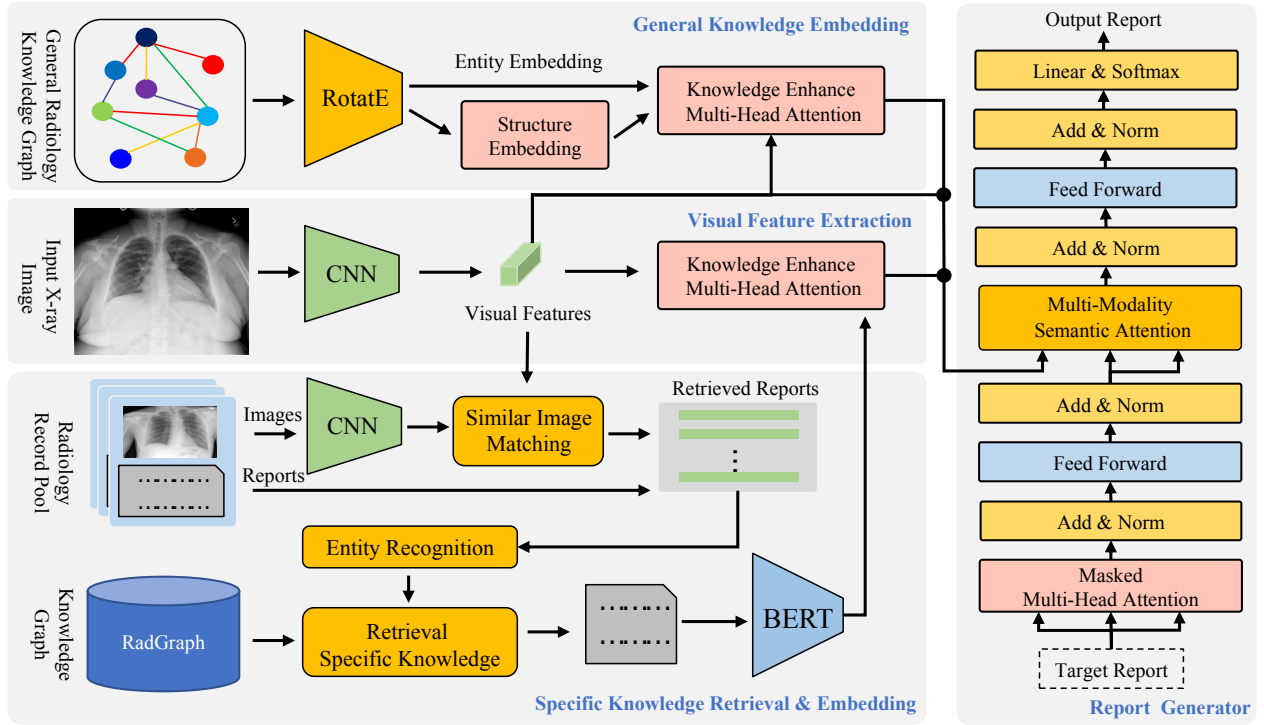 General Radiology
Knowledge Graph
RotatE
Entity Embedding
Structure
Embedding
General Knowledge Embedding
Knowledge Enhance
Multi-Head Attention
Input X-ray
Image
CNN
Visual Features
Visual Feature Extraction
Knowledge Enhance
Multi-Head Attention
Radiology
Record Pool
Images
Reports
CNN
Similar Image
Matching
Retrieved Reports
Entity Recognition
Knowledge
Graph
RadGraph
Retrieval
Specific Knowledge
BERT
Specific Knowledge Retrieval & Embedding
Output Report
Linear & Softmax
Add & Norm
Feed Forward
Add & Norm
Multi-Modality
Semantic Attention
Add & Norm
Feed Forward
Add & Norm
Masked
Multi-Head Attention
Target Report
Report Generator